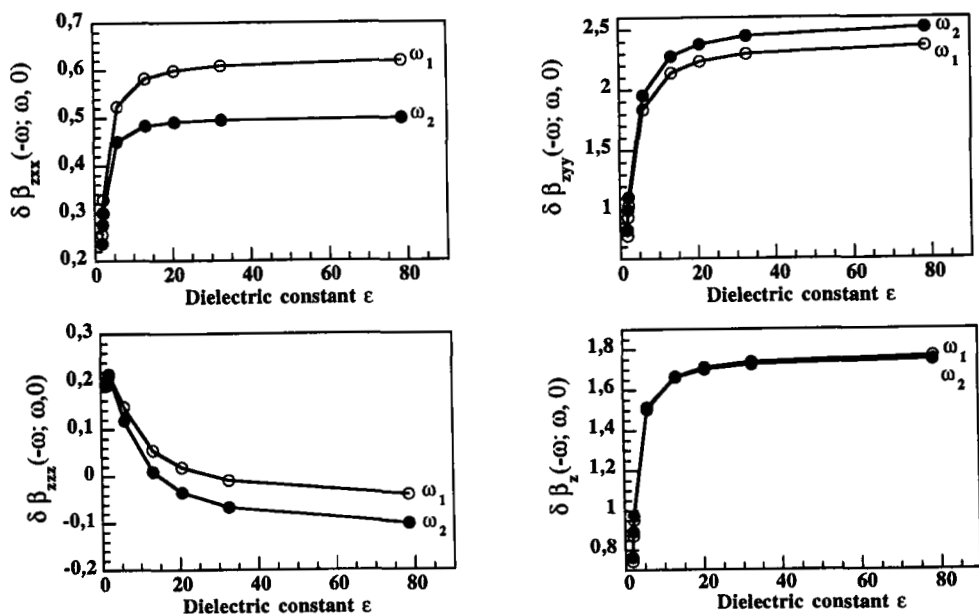 δ β_zxx(-ω; ω, 0)
0,7
0,6
0,5
0,4
0,3
0,2
ω₁
ω₂
0 20 40 60 80
Dielectric constant ε
δ β_zyy(-ω; ω, 0)
2,5
2
1,5
1
ω₂
ω₁
0 20 40 60 80
Dielectric constant ε
δ β_zzz(-ω; ω,0)
0,3
0,2
0,1
0
-0,1
-0,2
ω₁
ω₂
0 20 40 60 80
Dielectric constant ε
δ β_z(-ω; ω, 0)
1,8
1,6
1,4
1,2
1
0,8
ω₁
ω₂
0 20 40 60 80
Dielectric constant ε